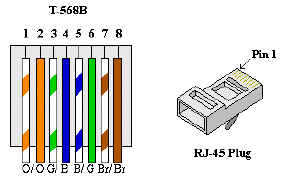 T-568B
1 2 3 4 5 6 7 8
Pin 1
O/ O G/ B B/ G Br/ Br
RJ-45 Plug